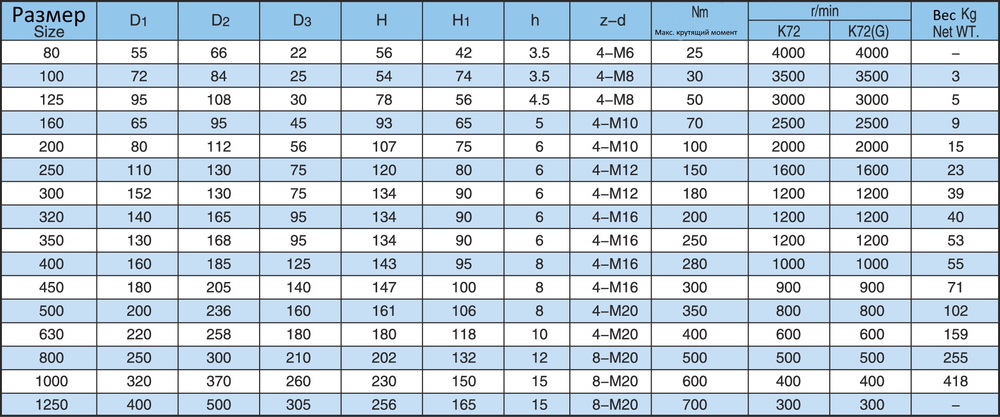 Размер Size D1 D2 D3 H H1 h z–d Nm Макс. крутящий момент r/min K72 K72(G) Вес Kg Net WT.
80 55 66 22 56 42 3.5 4–M6 25 4000 4000 –
100 72 84 25 54 74 3.5 4–M8 30 3500 3500 3
125 95 108 30 78 56 4.5 4–M8 50 3000 3000 5
160 65 95 45 93 65 5 4–M10 70 2500 2500 9
200 80 112 56 107 75 6 4–M10 100 2000 2000 15
250 110 130 75 120 80 6 4–M12 150 1600 1600 23
300 152 130 75 134 90 6 4–M12 180 1200 1200 39
320 140 165 95 134 90 6 4–M16 200 1200 1200 40
350 130 168 95 134 90 6 4–M16 250 1200 1200 53
400 160 185 125 143 95 8 4–M16 280 1000 1000 55
450 180 205 140 147 100 8 4–M16 300 900 900 71
500 200 236 160 161 106 8 4–M20 350 800 800 102
630 220 258 180 180 118 10 4–M20 400 600 600 159
800 250 300 210 202 132 12 8–M20 500 500 500 255
1000 320 370 260 230 150 15 8–M20 600 400 400 418
1250 400 500 305 256 165 15 8–M20 700 300 300 –